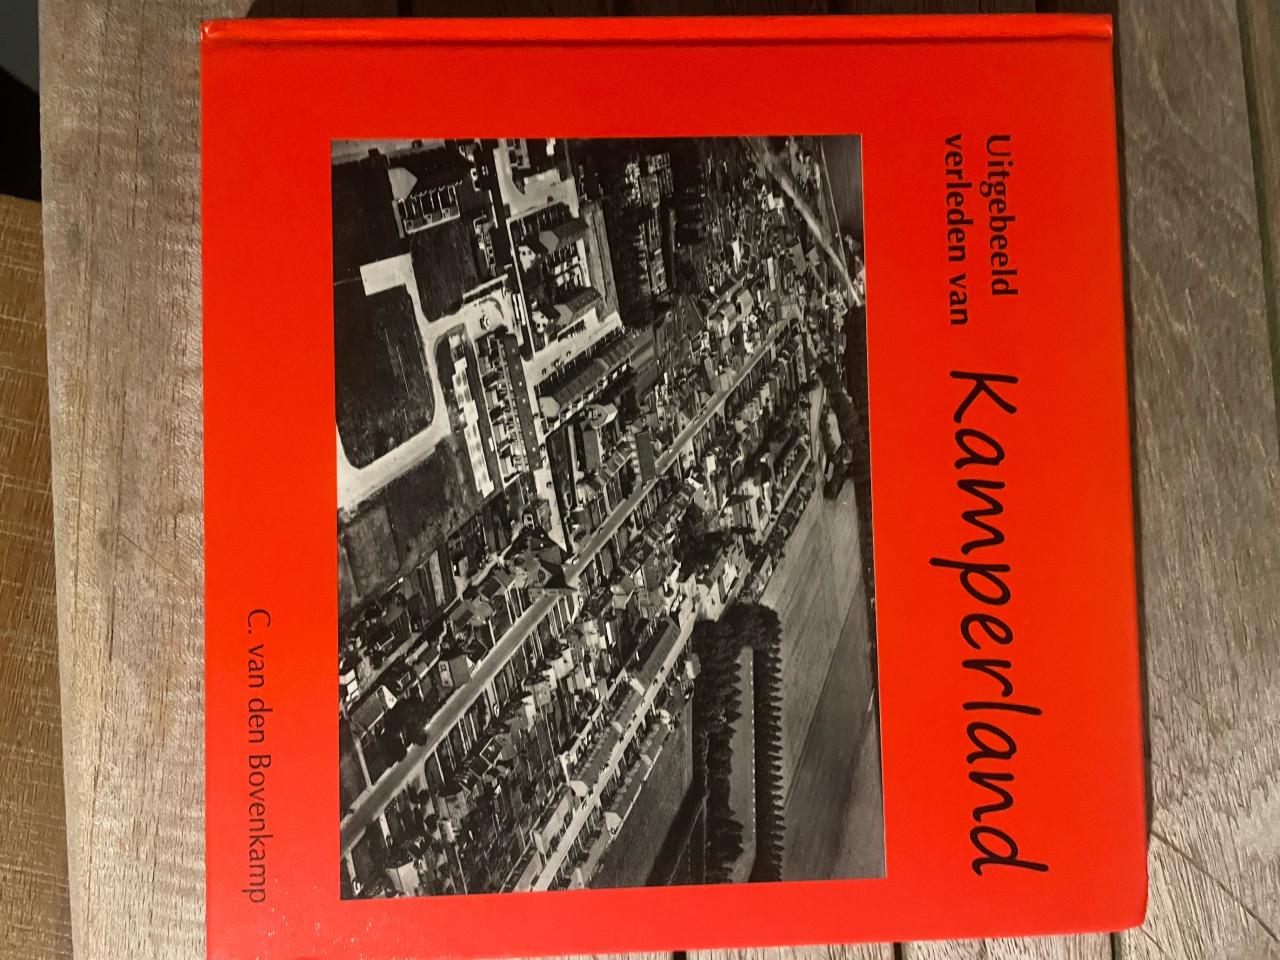 Uitgebeeld
verleden van Kamperland
C. van den Bovenkamp